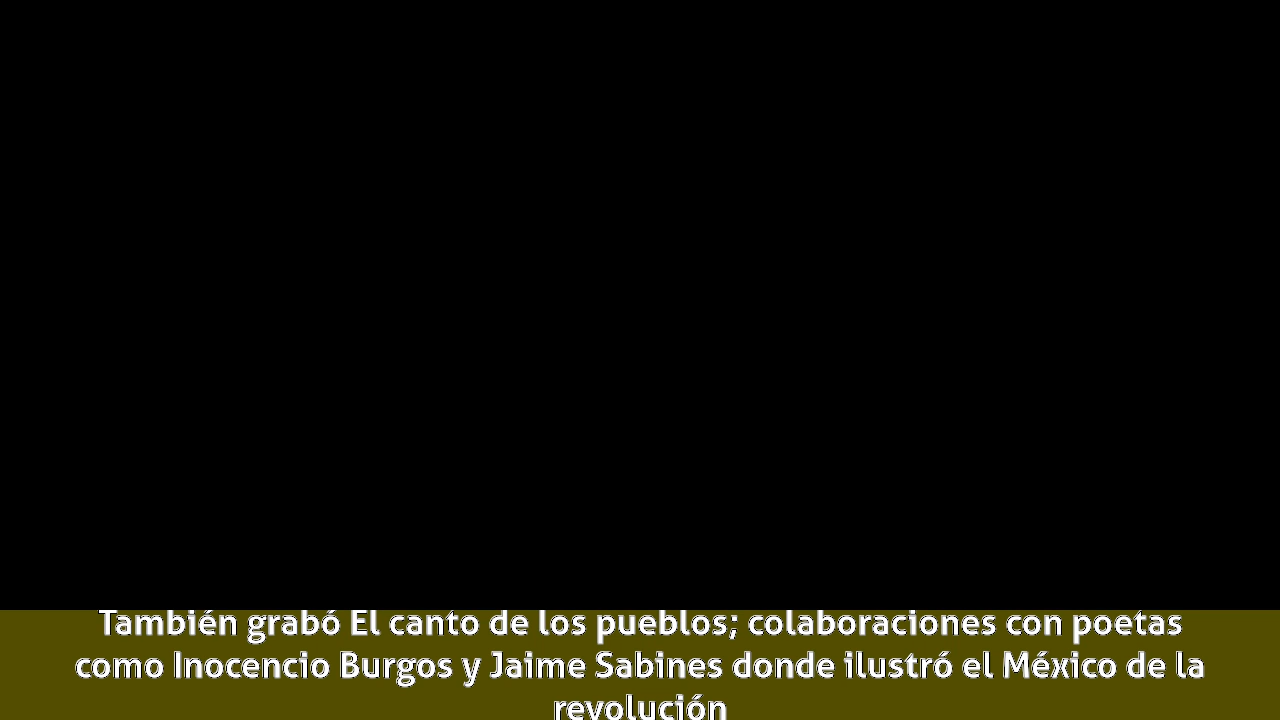 También grabó El canto de los pueblos; colaboraciones con poetas
como Inocencio Burgos y Jaime Sabines donde ilustró el México de la
revolución